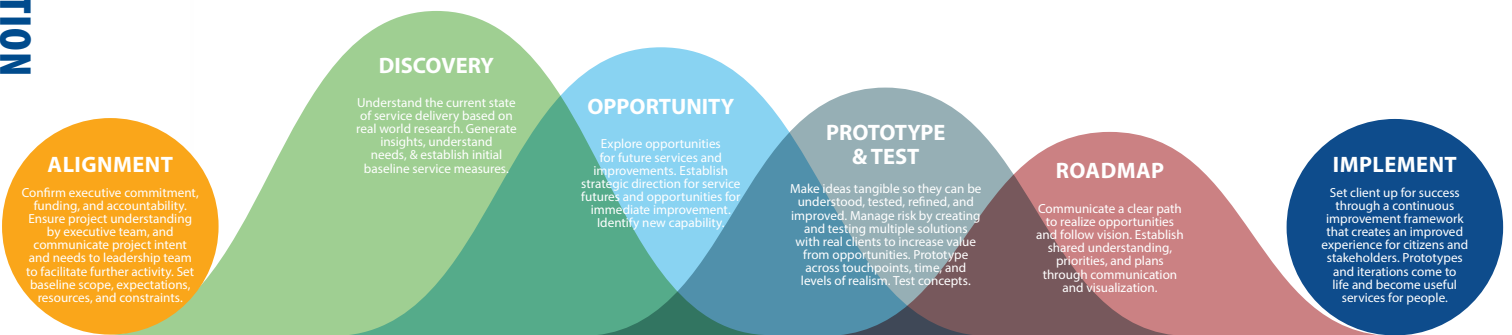 TION
ALIGNMENT
Confirm executive commitment,
funding, and accountability.
Ensure project understanding
by executive team, and
communicate project intent
and needs to leadership team
to facilitate further activity. Set
baseline scope, expectations,
resources, and constraints.
DISCOVERY
Understand the current state
of service delivery based on
real world research. Generate
insights, understand
needs, & establish initial
baseline service measures.
OPPORTUNITY
Explore opportunities
for future services and
improvements. Establish
strategic direction for service
futures and opportunities for
immediate improvement.
Identify new capability.
PROTOTYPE
& TEST
Make ideas tangible so they can be
understood, tested, refined, and
improved. Manage risk by creating
and testing multiple solutions
with real clients to increase value
from opportunities. Prototype
across touchpoints, time, and
levels of realism. Test concepts.
ROADMAP
Communicate a clear path
to realize opportunities
and follow vision. Establish
shared understanding,
priorities, and plans
through communication
and visualization.
IMPLEMENT
Set client up for success
through a continuous
improvement framework
that creates an improved
experience for citizens and
stakeholders. Prototypes
and iterations come to
life and become useful
services for people.